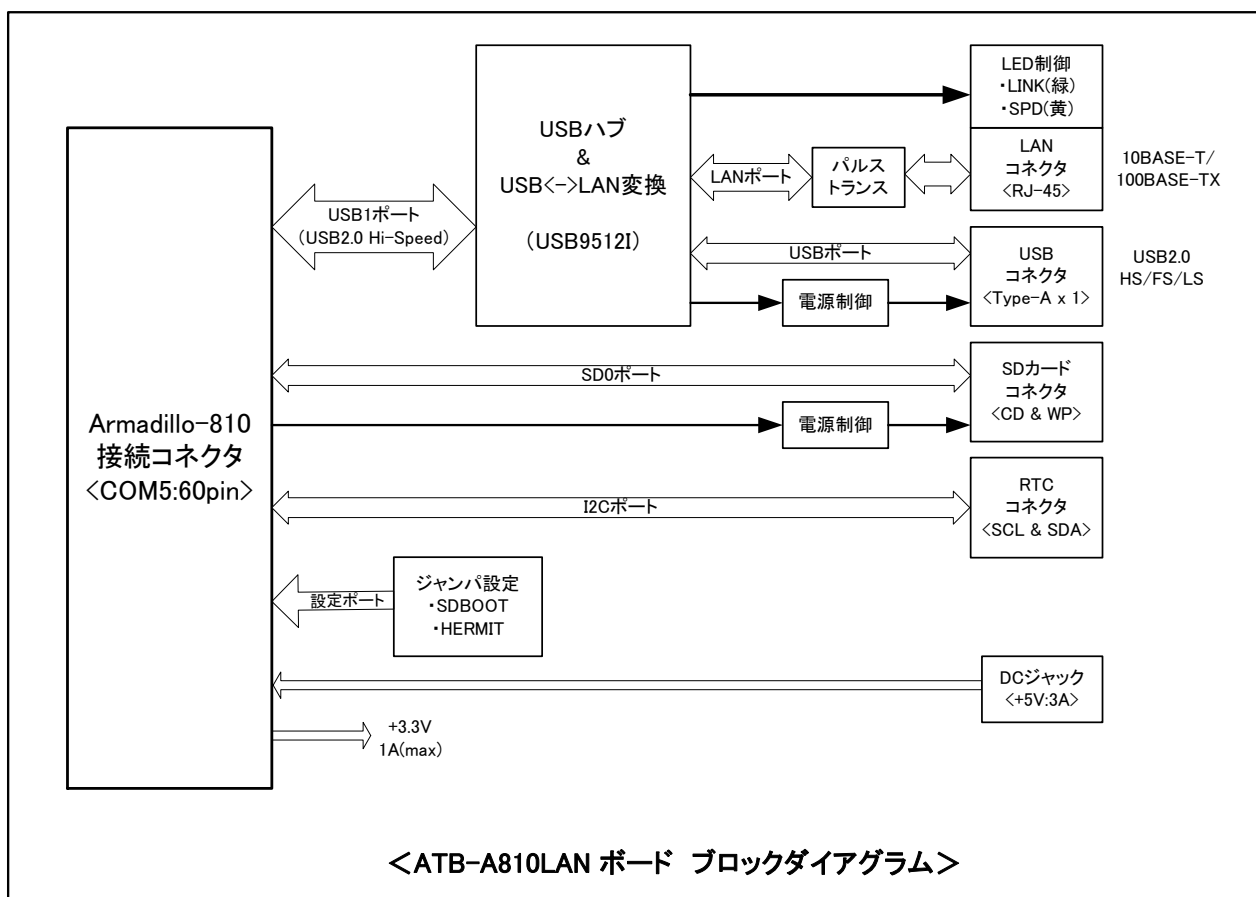 LED制御
・LINK(緑)
・SPD(黄)
USBハブ
&
USB<->LAN変換
(USB9512I)
LANポート
パルス
トランス
LAN
コネクタ
<RJ-45>
10BASE-T/
100BASE-TX
USB1ポート
(USB2.0 Hi-Speed)
USBポート
USB
コネクタ
<Type-A x 1>
USB2.0
HS/FS/LS
電源制御
SD0ポート
SDカード
コネクタ
<CD & WP>
電源制御
Armadillo-810
接続コネクタ
<COM5:60pin>
I2Cポート
RTC
コネクタ
<SCL & SDA>
設定ポート
ジャンパ設定
・SDBOOT
・HERMIT
DCジャック
<+5V:3A>
+3.3V
1A(max)
<ATB-A810LAN ボード ブロックダイアグラム>